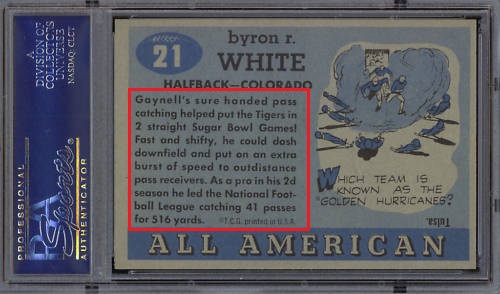 A
DIVISION OF
COLLECTORS
UNIVERSE
NASDAQ: CLCT
PROFESSIONAL
PSA
Sports
AUTHENTICATOR
21
byron r.
WHITE
HALFBACK—COLORADO
Gaynell's sure handed pass
catching helped put the Tigers in
2 straight Sugar Bowl Games!
Fast and shifty, he could dash
downfield and put on an extra
burst of speed to outdistance
pass receivers. As a pro in his 2d
season he led the National Foot-
ball League catching 41 passes
for 516 yards. ©T.C.G. printed in U.S.A.
WHICH TEAM IS
KNOWN AS THE
"GOLDEN HURRICANES?
Tulsa
ALL AMERICAN